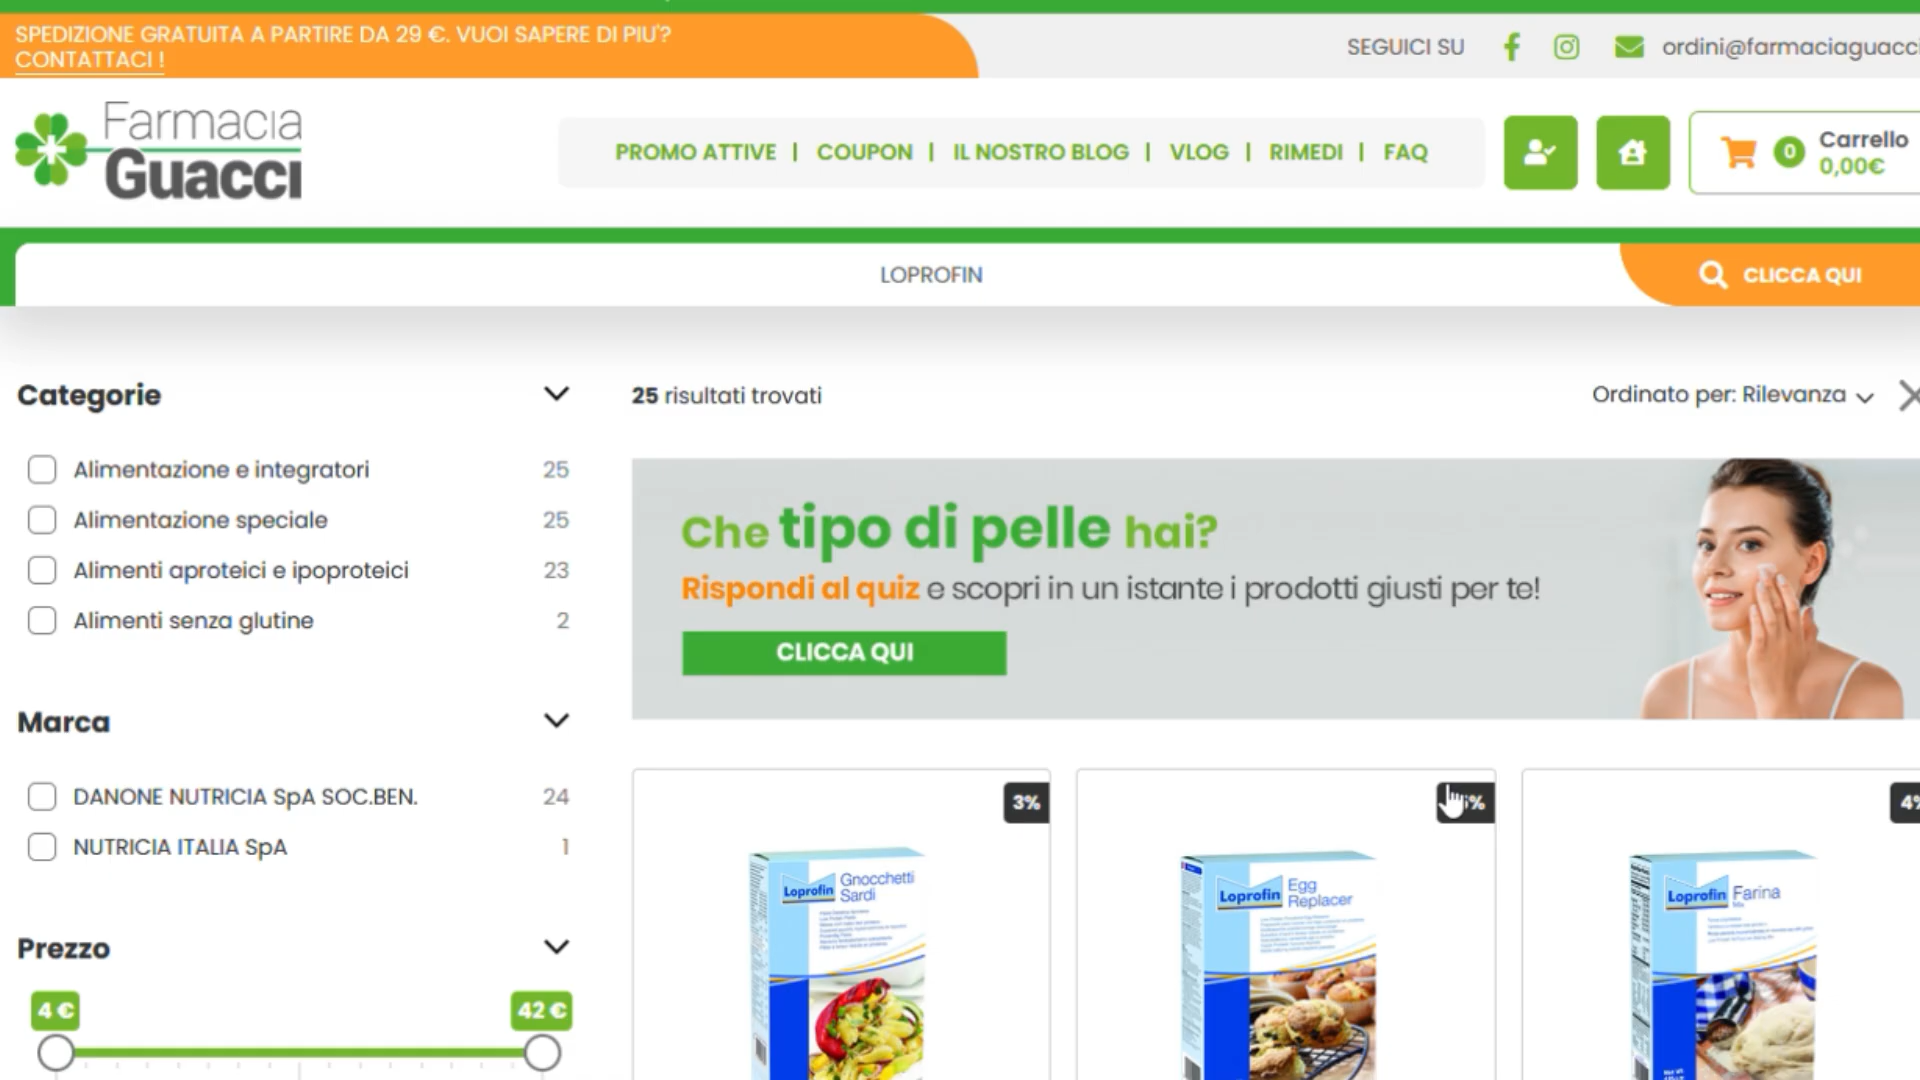 SPEDIZIONE GRATUITA A PARTIRE DA 29 €. VUOI SAPERE DI PIU'?
CONTATTACI !
SEGUICI SU
ordini@farmaciaguacci
Farmacia
Guacci
PROMO ATTIVE | COUPON | IL NOSTRO BLOG | VLOG | RIMEDI | FAQ
0
Carrello
0,00€
LOPROFIN
CLICCA QUI
Categorie
25 risultati trovati
Ordinato per: Rilevanza
Alimentazione e integratori 25
Alimentazione speciale 25
Alimenti aproteici e ipoproteici 23
Alimenti senza glutine 2
Che tipo di pelle hai?
Rispondi al quiz e scopri in un istante i prodotti giusti per te!
CLICCA QUI
Marca
DANONE NUTRICIA SpA SOC.BEN. 24
NUTRICIA ITALIA SpA 1
Prezzo
4 €
42 €
3%
Loprofin
Gnocchetti
Sardi
%
Loprofin
Egg
Replacer
4%
Loprofin
Farina
Mix